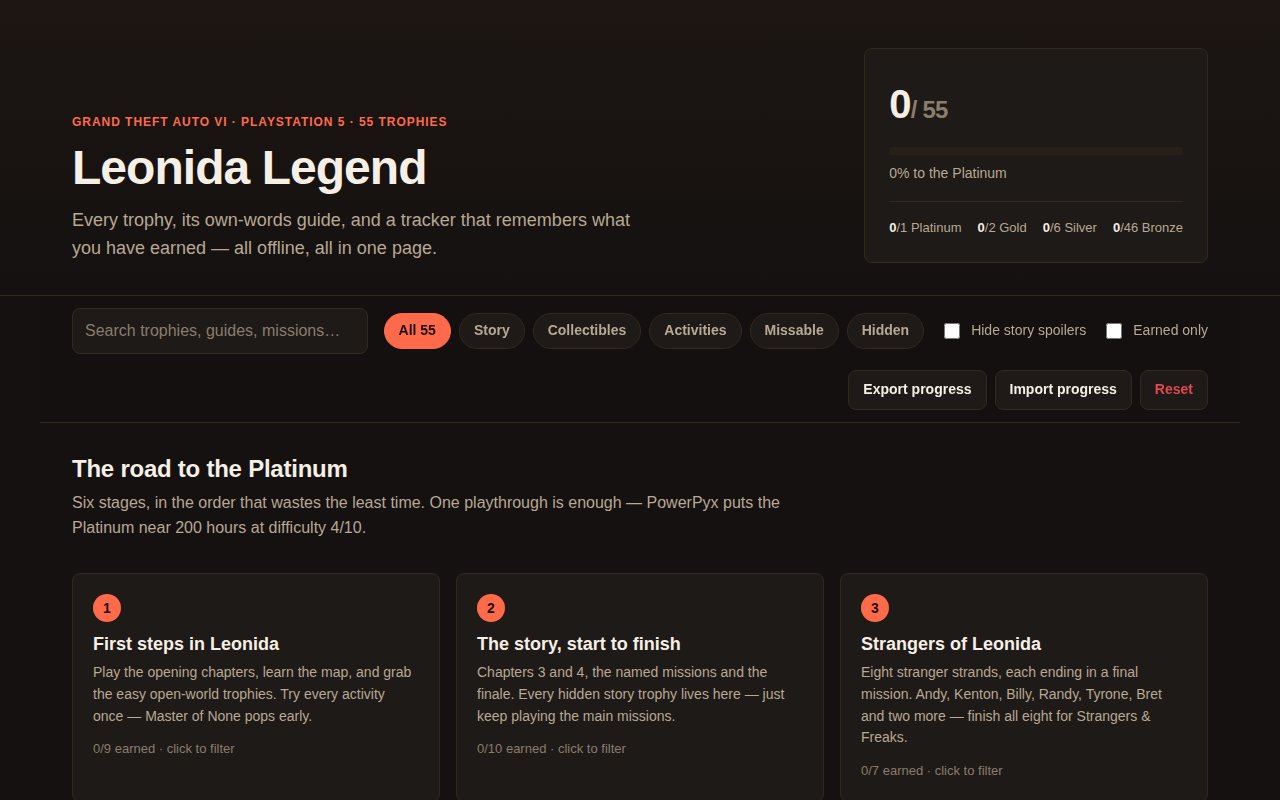 GRAND THEFT AUTO VI · PLAYSTATION 5 · 55 TROPHIES
Leonida Legend
Every trophy, its own-words guide, and a tracker that remembers what
you have earned — all offline, all in one page.
0/ 55
0% to the Platinum
0/1 Platinum 0/2 Gold 0/6 Silver 0/46 Bronze
Search trophies, guides, missions…
All 55
Story
Collectibles
Activities
Missable
Hidden
Hide story spoilers
Earned only
Export progress
Import progress
Reset
The road to the Platinum
Six stages, in the order that wastes the least time. One playthrough is enough — PowerPyx puts the
Platinum near 200 hours at difficulty 4/10.
1
First steps in Leonida
Play the opening chapters, learn the map, and grab
the easy open-world trophies. Try every activity
once — Master of None pops early.
0/9 earned · click to filter
2
The story, start to finish
Chapters 3 and 4, the named missions and the
finale. Every hidden story trophy lives here — just
keep playing the main missions.
0/10 earned · click to filter
3
Strangers of Leonida
Eight stranger strands, each ending in a final
mission. Andy, Kenton, Billy, Randy, Tyrone, Bret
and two more — finish all eight for Strangers &
Freaks.
0/7 earned · click to filter